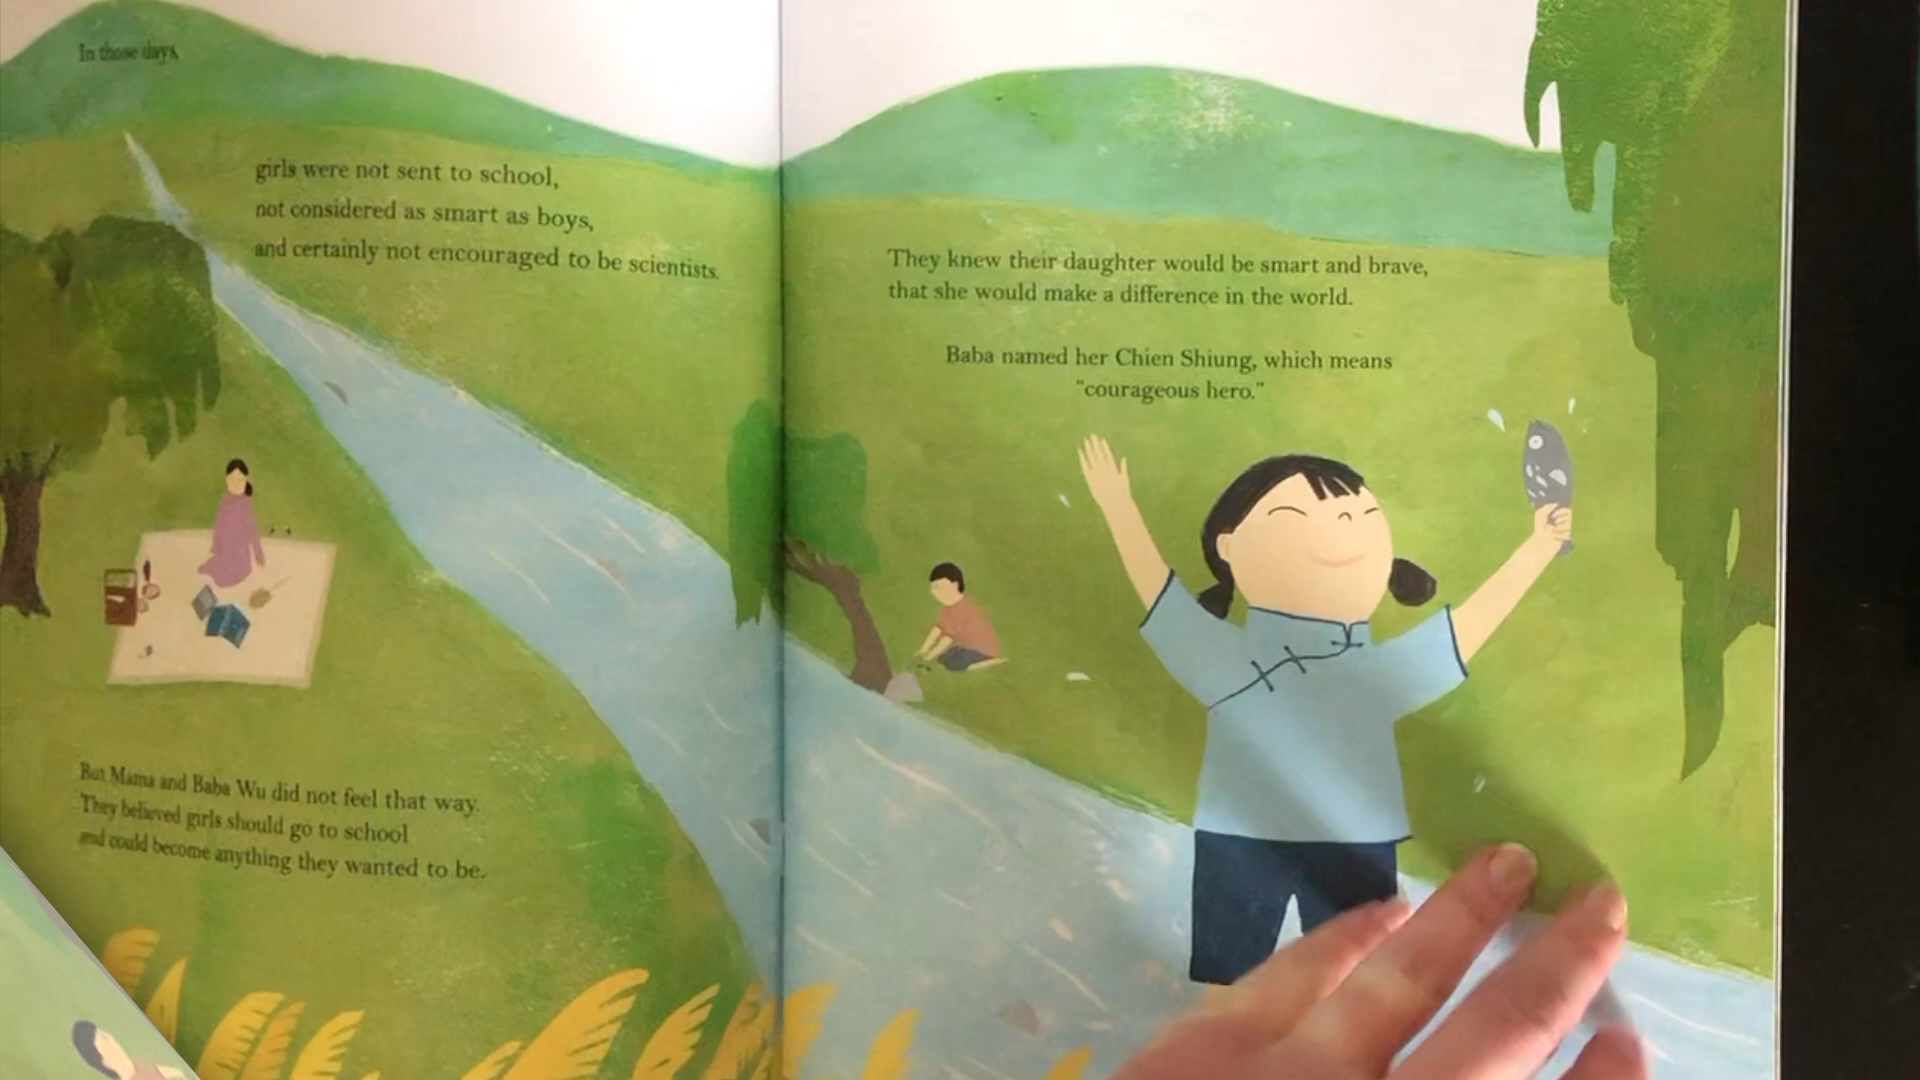 In those days,
girls were not sent to school,
not considered as smart as boys,
and certainly not encouraged to be scientists.
But Mama and Baba Wu did not feel that way.
They believed girls should go to school
and could become anything they wanted to be.
They knew their daughter would be smart and brave,
that she would make a difference in the world.
Baba named her Chien Shiung, which means
"courageous hero."